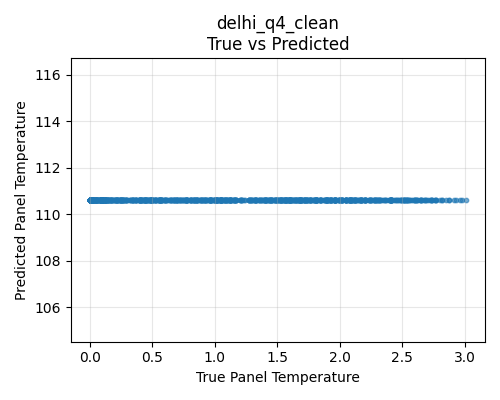 delhi_q4_clean
True vs Predicted
116
114
112
110
108
106
Predicted Panel Temperature
0.0 0.5 1.0 1.5 2.0 2.5 3.0
True Panel Temperature